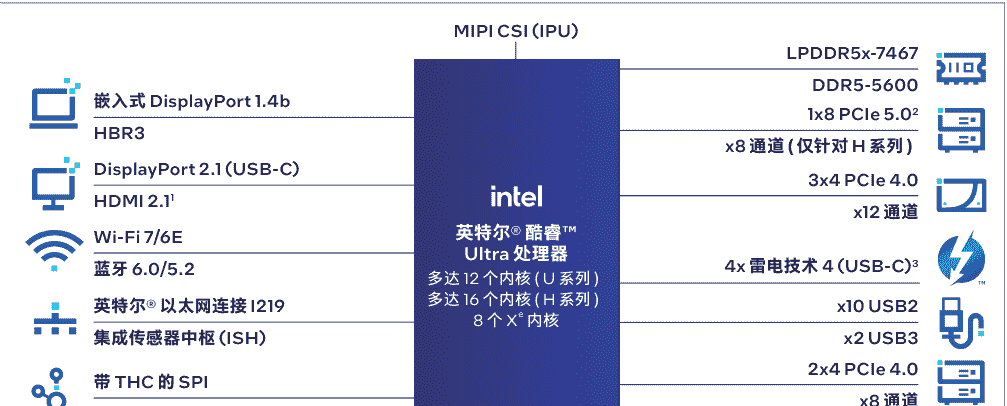 MIPI CSI (IPU)
嵌入式 DisplayPort 1.4b
HBR3
DisplayPort 2.1 (USB-C)
HDMI 2.1¹
Wi-Fi 7/6E
蓝牙 6.0/5.2
英特尔® 以太网连接 I219
集成传感器中枢 (ISH)
带 THC 的 SPI
intel
英特尔® 酷睿™
Ultra 处理器
多达 12 个内核 ( U 系列 )
多达 16 个内核 ( H 系列 )
8 个 Xᵉ 内核
LPDDR5x-7467
DDR5-5600
1x8 PCIe 5.0²
x8 通道 ( 仅针对 H 系列 )
3x4 PCIe 4.0
x12 通道
4x 雷电技术 4 (USB-C)³
™
x10 USB2
x2 USB3
2x4 PCIe 4.0
x8 通道